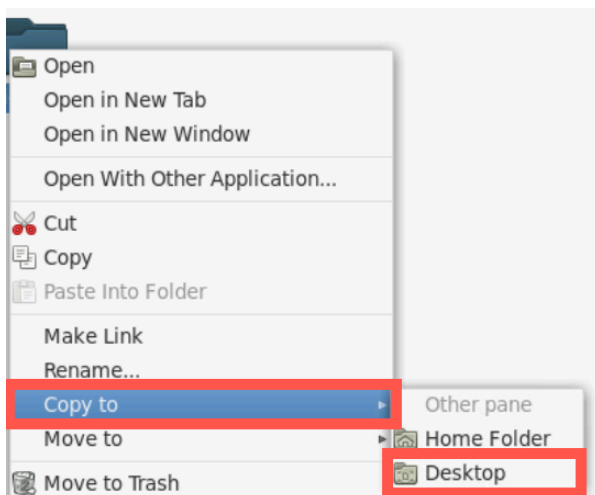 Open
Open in New Tab
Open in New Window
Open With Other Application...
Cut
Copy
Paste Into Folder
Make Link
Rename...
Copy to
Move to
Move to Trash
Other pane
Home Folder
Desktop